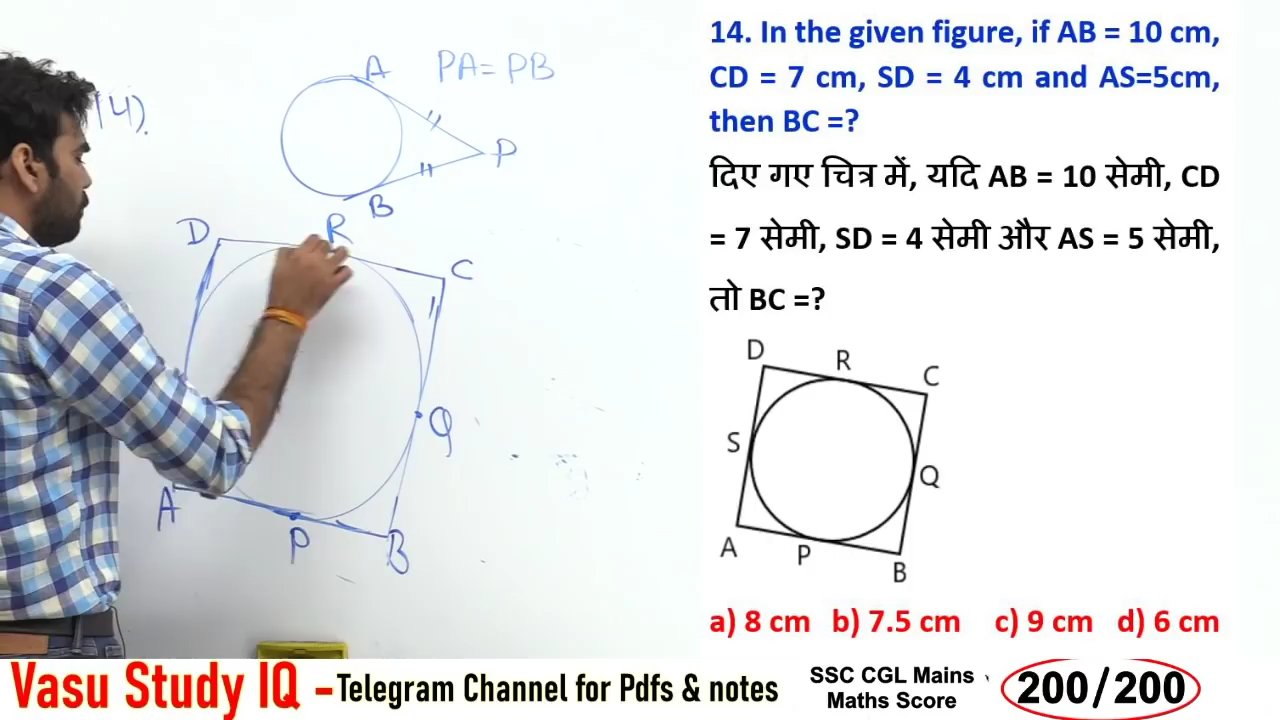 14. In the given figure, if AB = 10 cm,
CD = 7 cm, SD = 4 cm and AS=5cm,
then BC =?
दिए गए चित्र में, यदि AB = 10 सेमी, CD
= 7 सेमी, SD = 4 सेमी और AS = 5 सेमी,
तो BC =?
D
R
C
S
Q
A
P
B
a) 8 cm b) 7.5 cm c) 9 cm d) 6 cm
14).
A
PA = PB
P
B
D
R
C
Q
A
P
B
Vasu Study IQ - Telegram Channel for Pdfs & notes
SSC CGL Mains
Maths Score
200/200